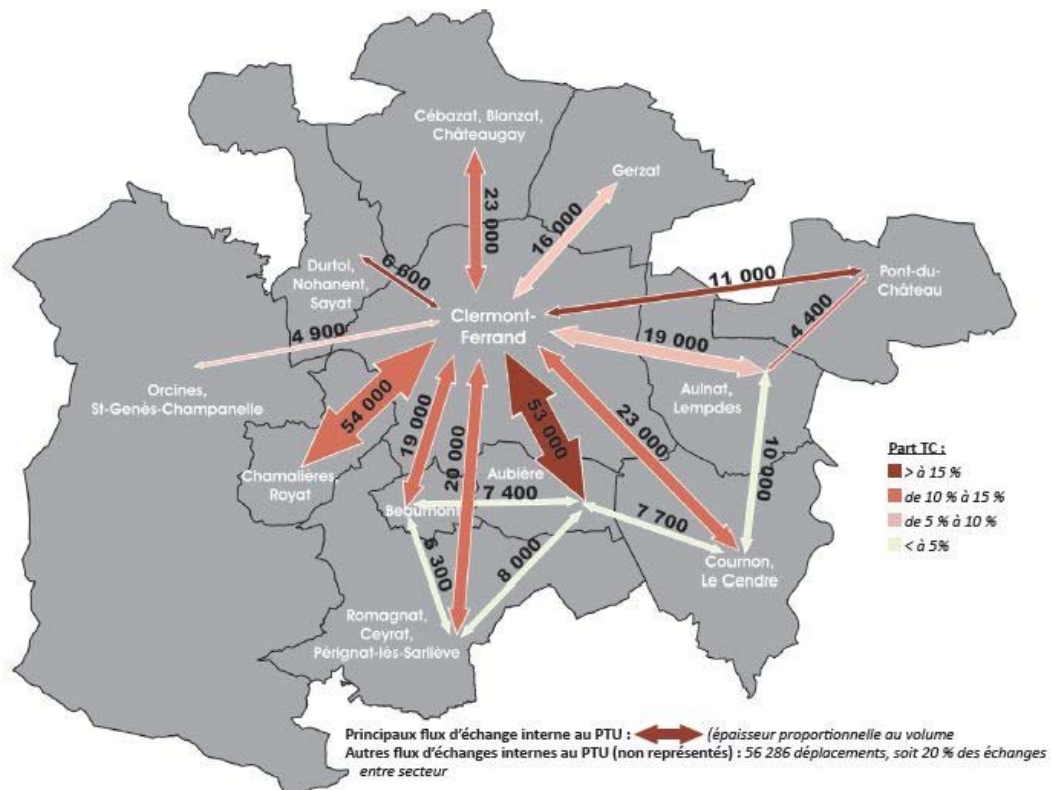 Cébazat, Blanzat,
Châteaugay
Gerzat
23 000
16 000
Durtol,
Nohanent,
Sayat
6 600
11 000
Pont-du-
Château
Clermont-
Ferrand
4 900
19 000
4 400
Orcines,
St-Genès-Champanelle
Aulnat,
Lempdes
54 000
19 000
20 000
53 000
23 000
10 000
Chamalières,
Royat
Aubière
7 400
Beaumont
7 700
6 300
8 000
Cournon,
Le Cendre
Romagnat,
Ceyrat,
Pérignat-lès-Sarliève
Part TC :
> à 15 %
de 10 % à 15 %
de 5 % à 10 %
< à 5%
Principaux flux d'échange interne au PTU : (épaisseur proportionnelle au volume
Autres flux d'échanges internes au PTU (non représentés) : 56 286 déplacements, soit 20 % des échanges
entre secteur